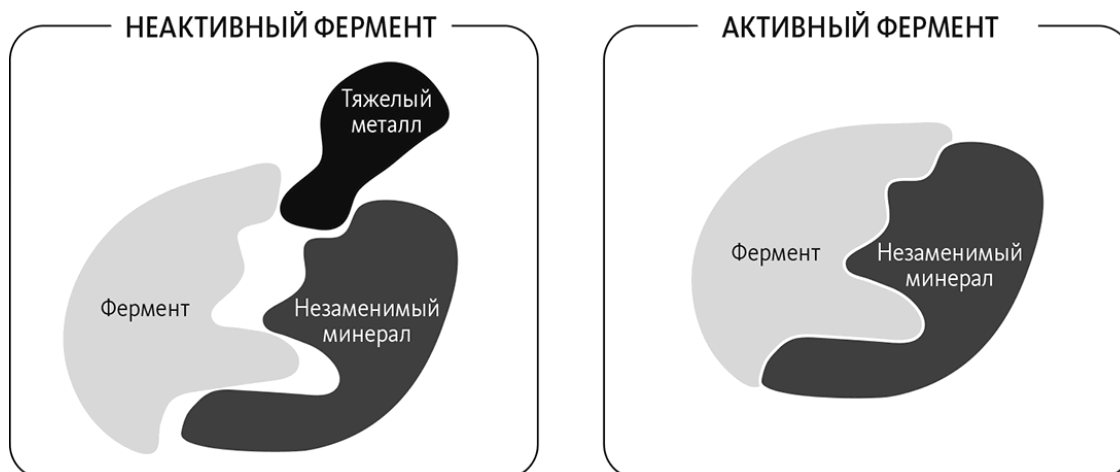 НЕАКТИВНЫЙ ФЕРМЕНТ
Тяжелый
металл
Фермент
Незаменимый
минерал
АКТИВНЫЙ ФЕРМЕНТ
Фермент
Незаменимый
минерал